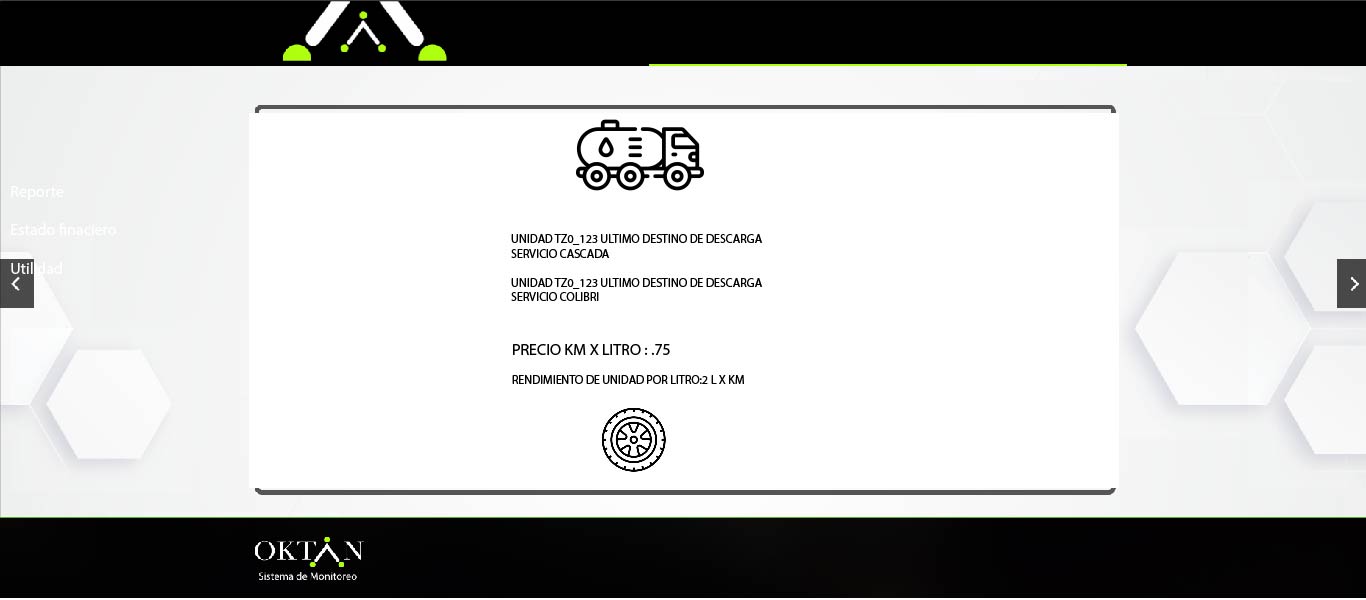 Reporte
Estado finaciero
Utilidad
UNIDAD TZ0_123 ULTIMO DESTINO DE DESCARGA
SERVICIO CASCADA
UNIDAD TZ0_123 ULTIMO DESTINO DE DESCARGA
SERVICIO COLIBRI
PRECIO KM X LITRO : .75
RENDIMIENTO DE UNIDAD POR LITRO:2 L X KM
OKTAN
Sistema de Monitoreo